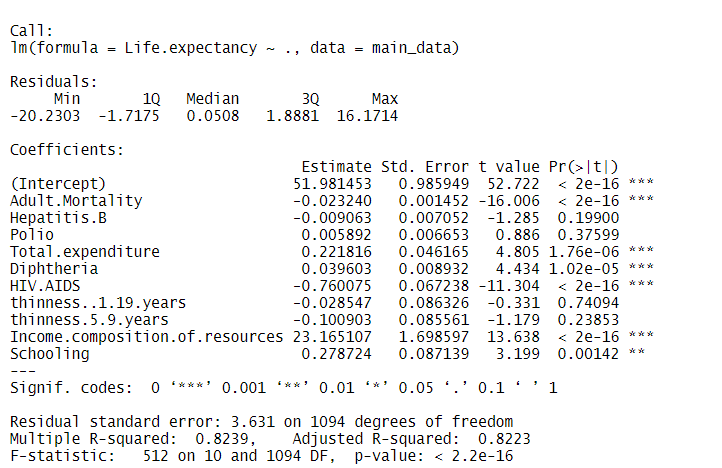 Call:
lm(formula = Life.expectancy ~ ., data = main_data)
Residuals:
     Min       1Q   Median       3Q      Max
-20.2303  -1.7175   0.0508   1.8881  16.1714
Coefficients:
                                 Estimate Std. Error t value Pr(>|t|)
(Intercept)                     51.981453   0.985949  52.722  < 2e-16 ***
Adult.Mortality                 -0.023240   0.001452 -16.006  < 2e-16 ***
Hepatitis.B                     -0.009063   0.007052  -1.285  0.19900
Polio                            0.005892   0.006653   0.886  0.37599
Total.expenditure                0.221816   0.046165   4.805 1.76e-06 ***
Diphtheria                       0.039603   0.008932   4.434 1.02e-05 ***
HIV.AIDS                        -0.760075   0.067238 -11.304  < 2e-16 ***
thinness..1.19.years            -0.028547   0.086326  -0.331  0.74094
thinness.5.9.years              -0.100903   0.085561  -1.179  0.23853
Income.composition.of.resources 23.165107   1.698597  13.638  < 2e-16 ***
Schooling                        0.278724   0.087139   3.199  0.00142 **
---
Signif. codes:  0 ‘***’ 0.001 ‘**’ 0.01 ‘*’ 0.05 ‘.’ 0.1 ‘ ’ 1
Residual standard error: 3.631 on 1094 degrees of freedom
Multiple R-squared:  0.8239,    Adjusted R-squared:  0.8223
F-statistic:   512 on 10 and 1094 DF,  p-value: < 2.2e-16